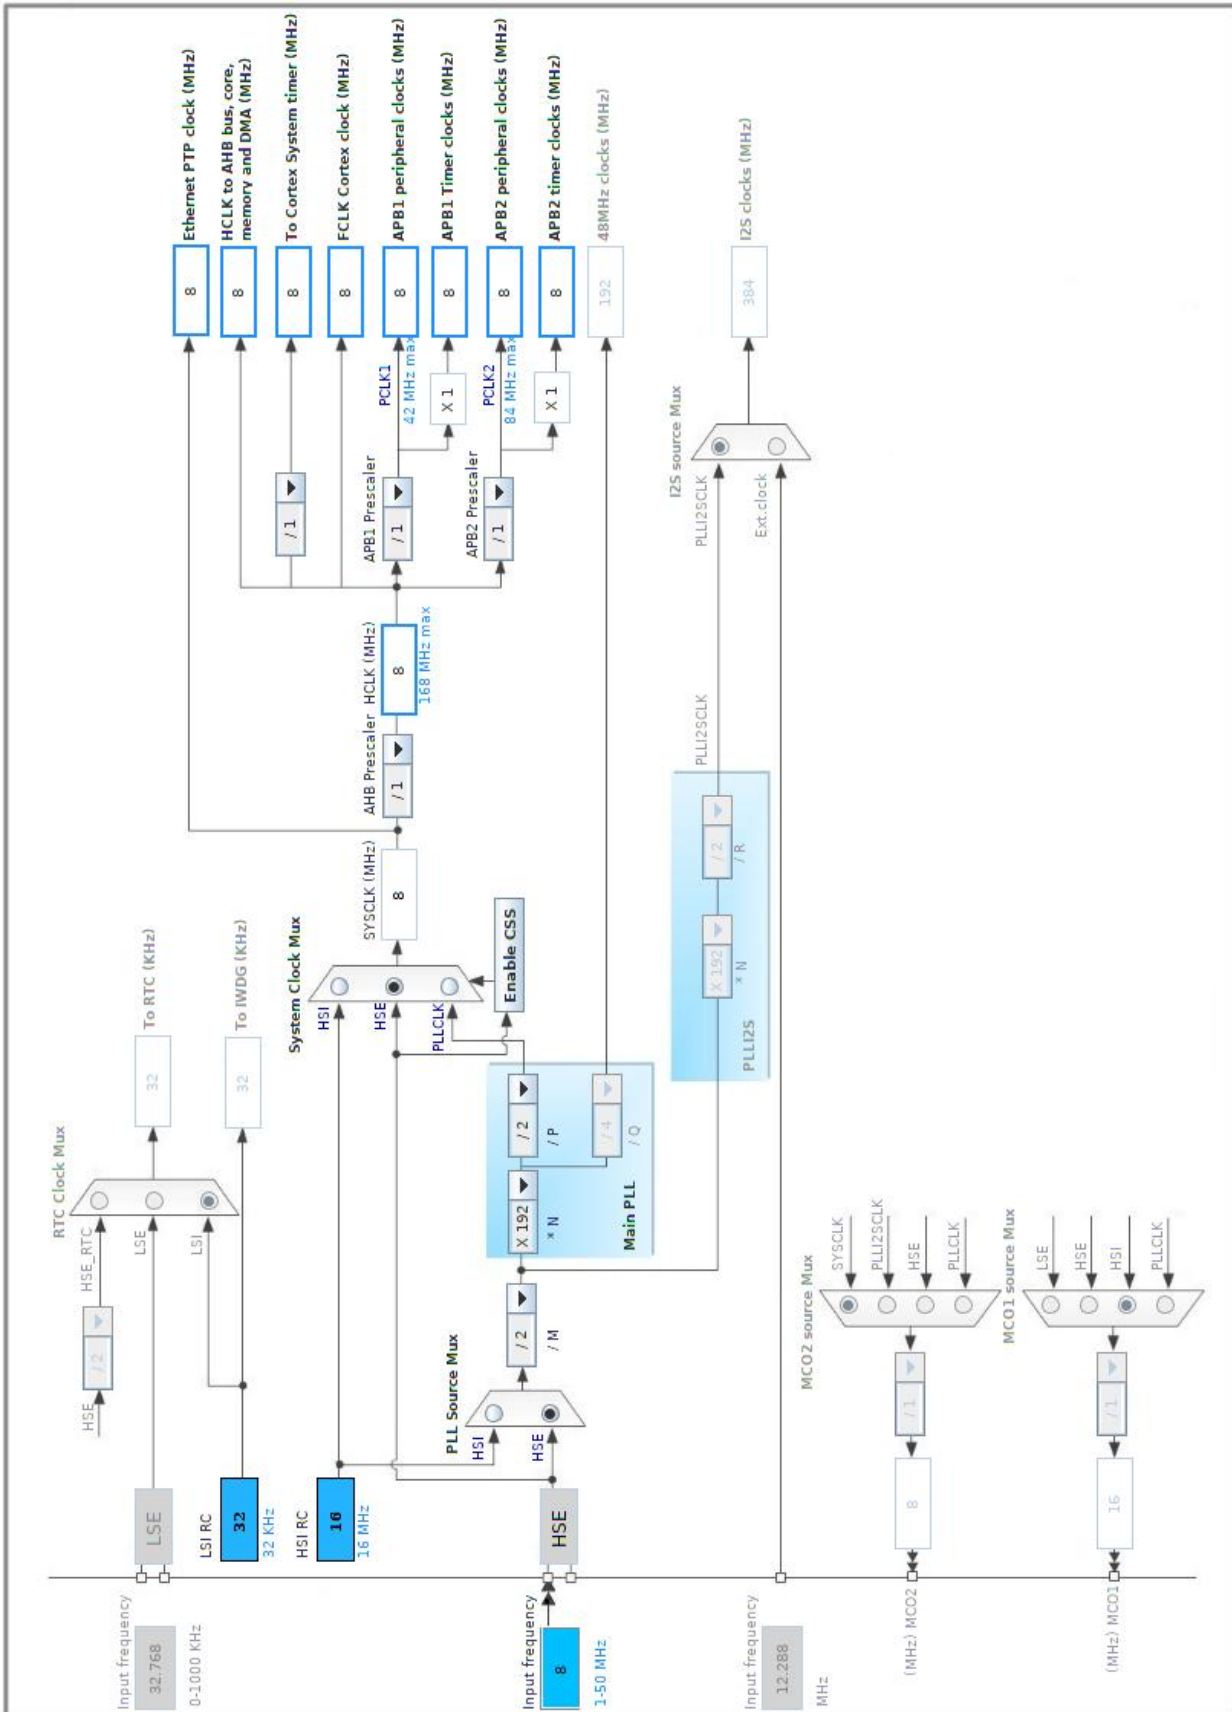 Input frequency
32.768
0-1000 KHz
LSE
HSE
/ 2
HSE_RTC
LSE
LSI
RTC Clock Mux
32
To RTC (KHz)
LSI RC
32
32 KHz
32
To IWDG (KHz)
HSI RC
16
16 MHz
Input frequency
8
1-50 MHz
HSE
PLL Source Mux
HSI
HSE
/ 2
/ M
X 192
* N
/ 2
/ P
/ 4
/ Q
Main PLL
System Clock Mux
HSI
HSE
PLLCLK
Enable CSS
SYSCLK (MHz)
8
AHB Prescaler
/ 1
HCLK (MHz)
8
168 MHz max
8
Ethernet PTP clock (MHz)
8
HCLK to AHB bus, core,
memory and DMA (MHz)
/ 1
8
To Cortex System timer (MHz)
8
FCLK Cortex clock (MHz)
APB1 Prescaler
/ 1
PCLK1
42 MHz max
8
APB1 peripheral clocks (MHz)
X 1
8
APB1 Timer clocks (MHz)
APB2 Prescaler
/ 1
PCLK2
84 MHz max
8
APB2 peripheral clocks (MHz)
X 1
8
APB2 timer clocks (MHz)
192
48MHz clocks (MHz)
PLLI2S
X 192
* N
/ 2
/ R
PLLI2SCLK
PLLI2SCLK
Ext.clock
I2S source Mux
384
I2S clocks (MHz)
Input frequency
12.288
MHz
(MHz) MCO2
8
/ 1
MCO2 source Mux
SYSCLK
PLLI2SCLK
HSE
PLLCLK
(MHz) MCO1
16
/ 1
MCO1 source Mux
LSE
HSE
HSI
PLLCLK